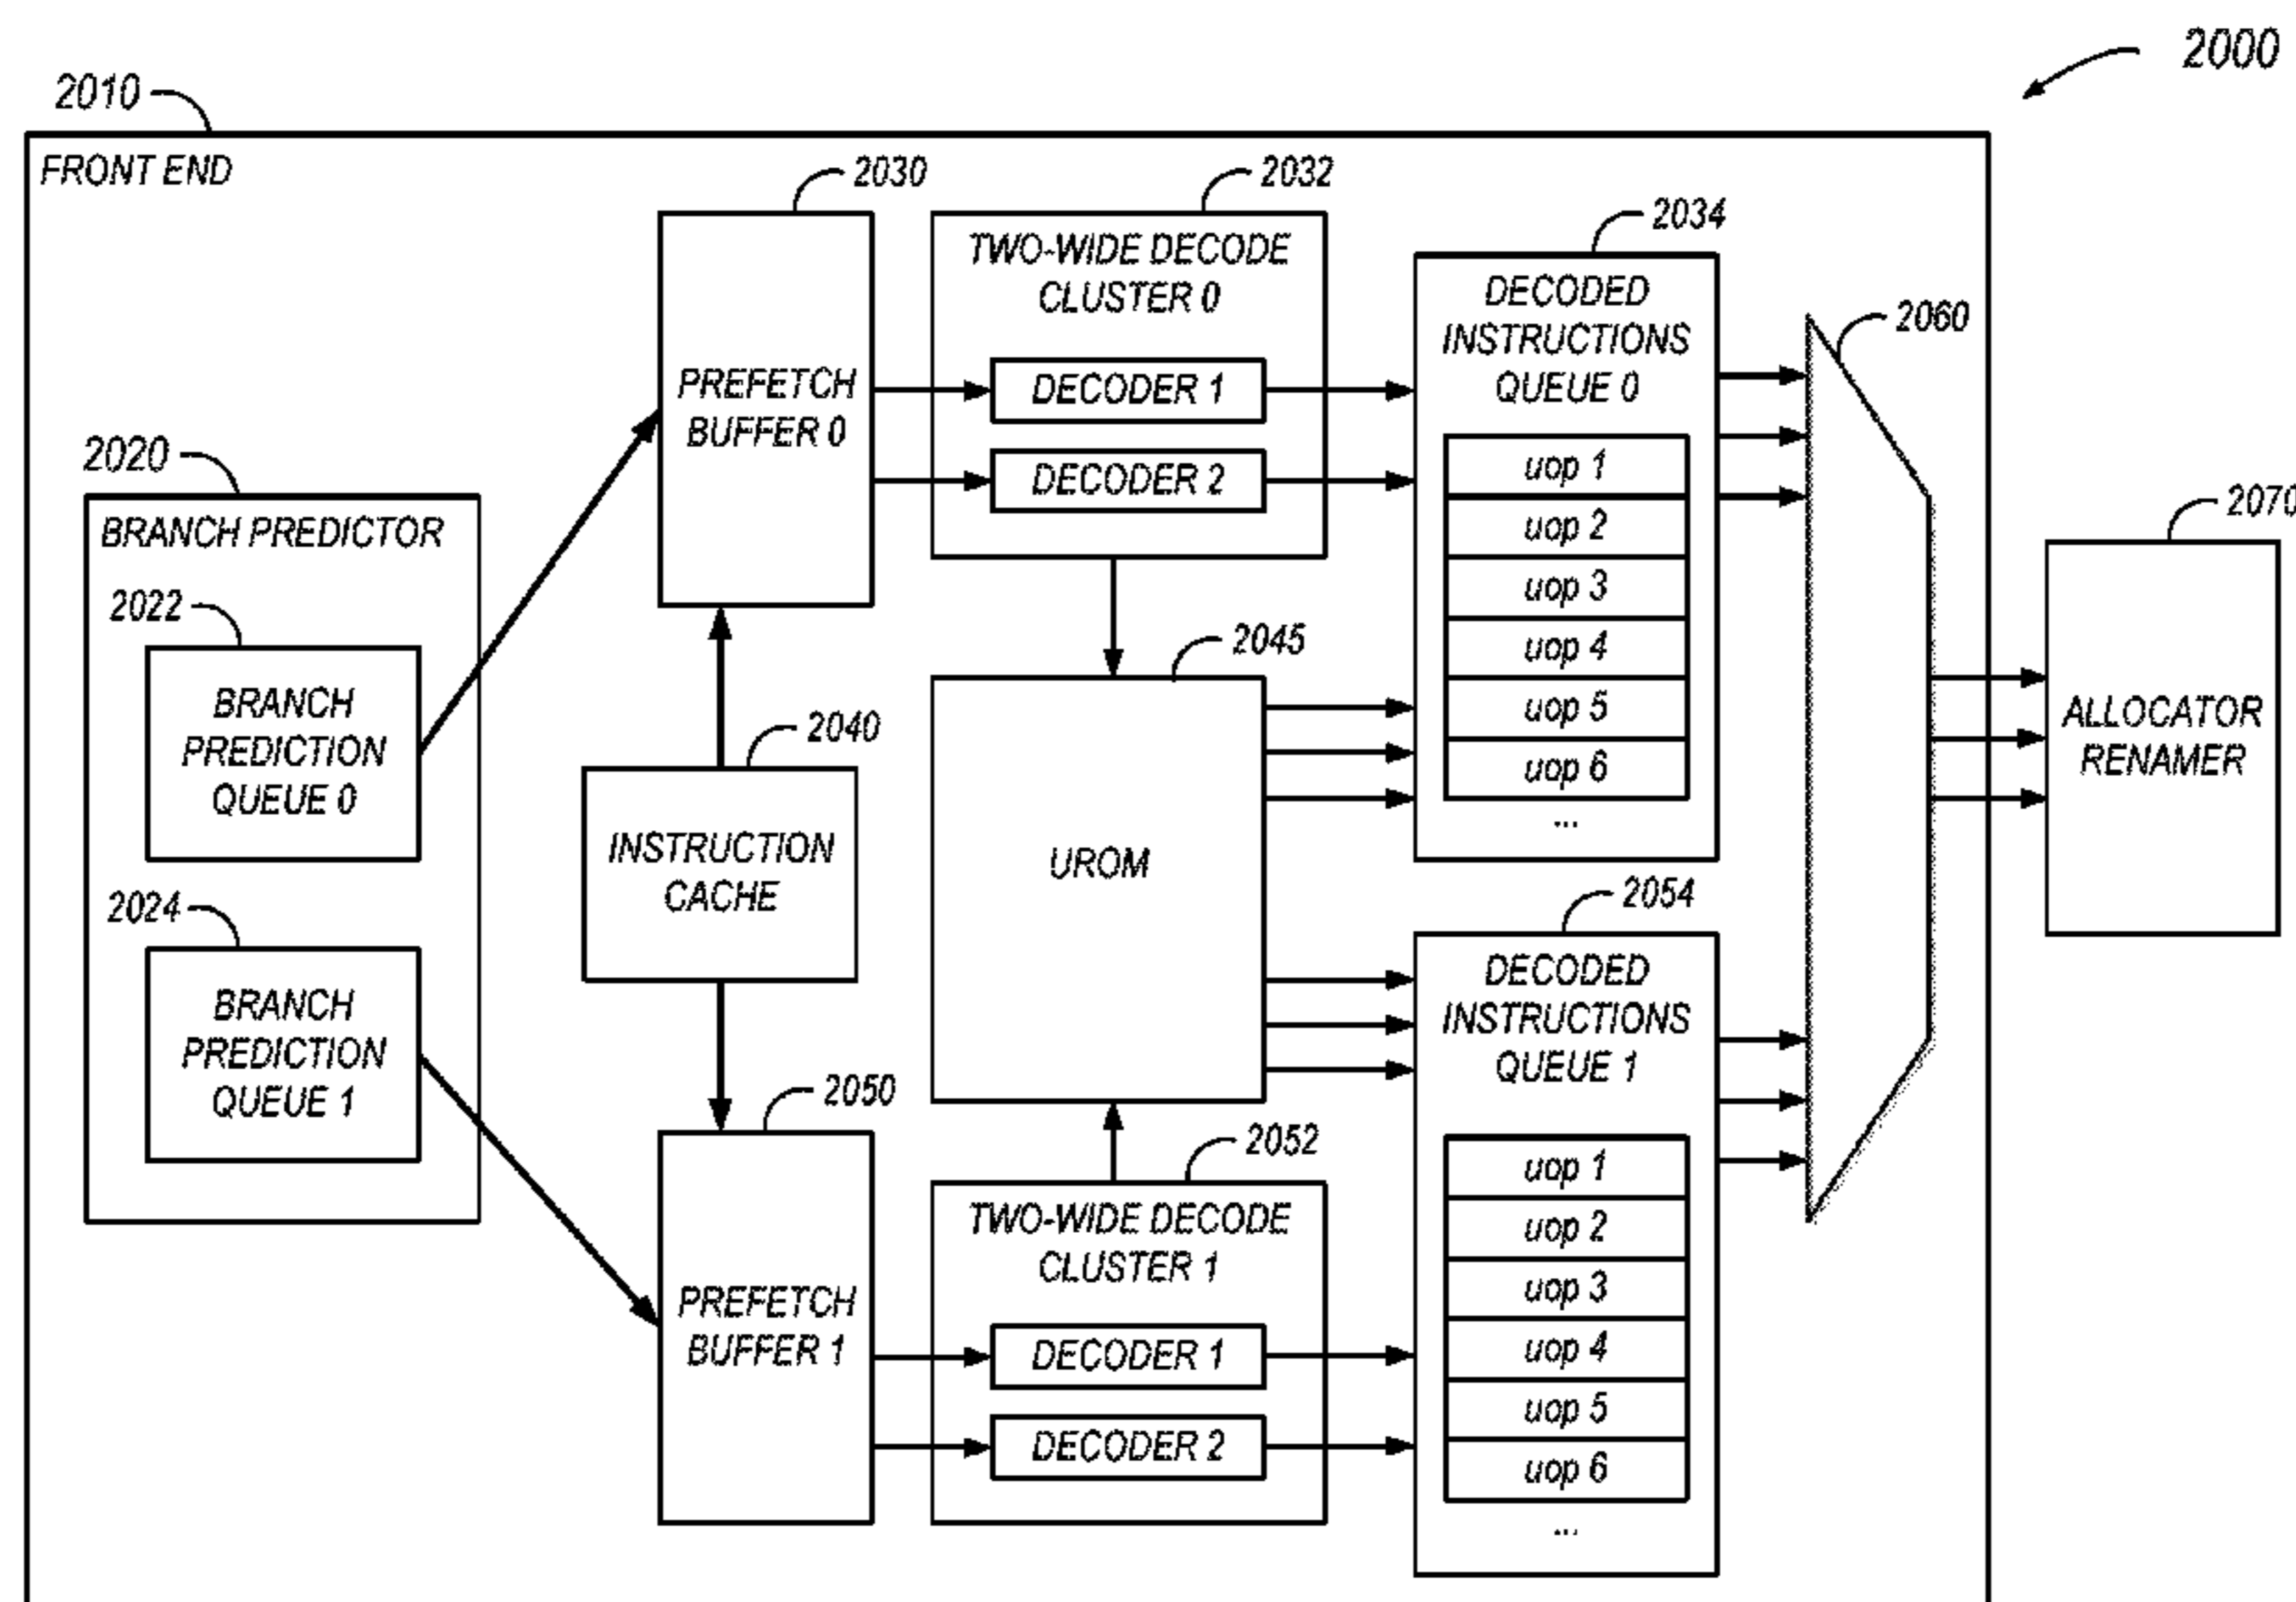 2000
2010
FRONT END
2030
2032
2034
PREFETCH
BUFFER 0
TWO-WIDE DECODE
CLUSTER 0
DECODER 1
DECODER 2
DECODED
INSTRUCTIONS
QUEUE 0
uop 1
uop 2
uop 3
uop 4
uop 5
uop 6
...
2060
2020
BRANCH PREDICTOR
2022
BRANCH
PREDICTION
QUEUE 0
2024
BRANCH
PREDICTION
QUEUE 1
2040
INSTRUCTION
CACHE
2045
UROM
2070
ALLOCATOR
RENAMER
2050
PREFETCH
BUFFER 1
2052
TWO-WIDE DECODE
CLUSTER 1
DECODER 1
DECODER 2
2054
DECODED
INSTRUCTIONS
QUEUE 1
uop 1
uop 2
uop 3
uop 4
uop 5
uop 6
...